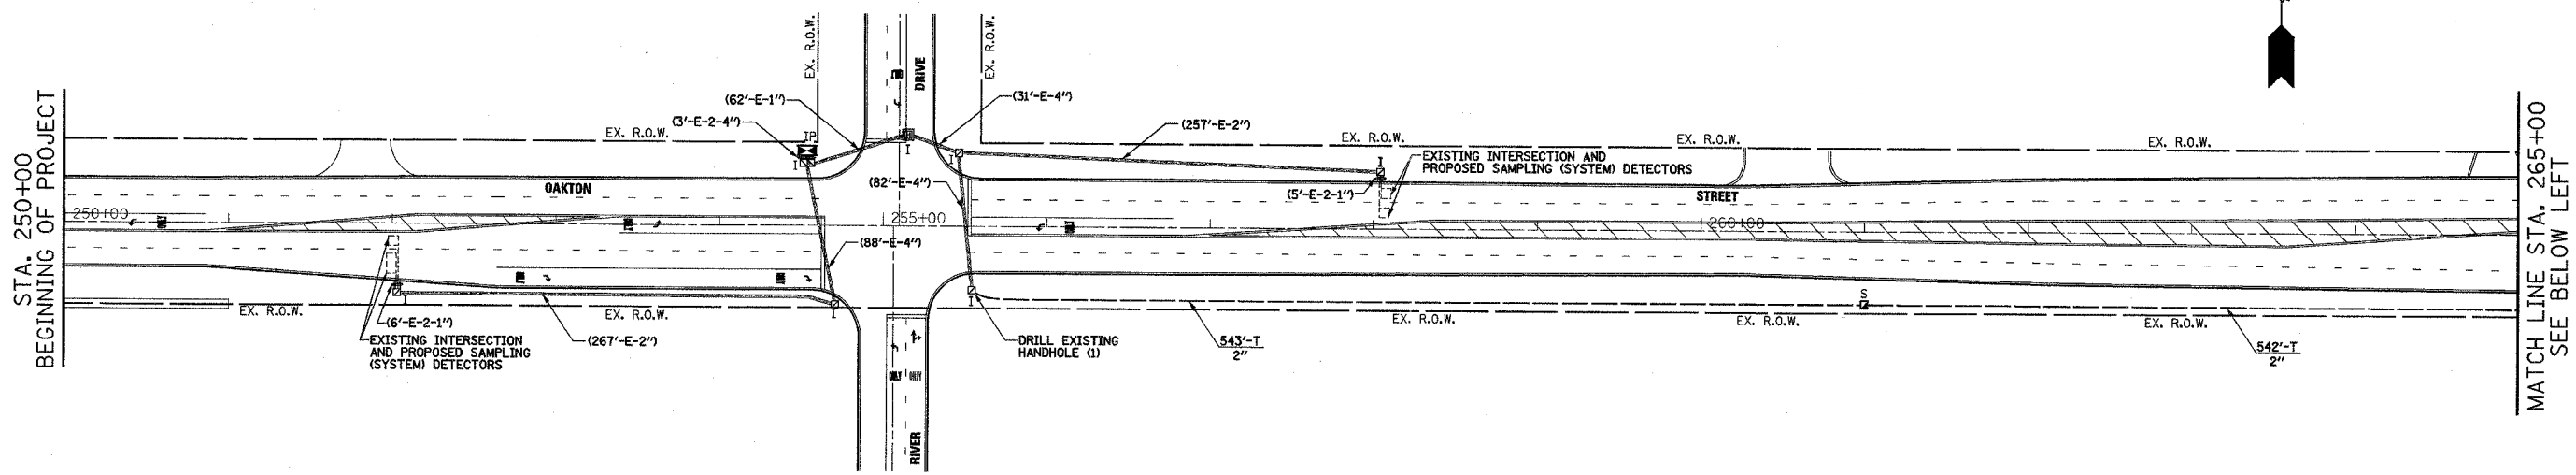 STA. 250+00
BEGINNING OF PROJECT
EX. R.O.W.
DRIVE
EX. R.O.W.
(62'-E-1")
(31'-E-4")
(3'-E-2-4")
IP
I
I
I
(257'-E-2")
EX. R.O.W.
EX. R.O.W.
EX. R.O.W.
EX. R.O.W.
I
EXISTING INTERSECTION AND
PROPOSED SAMPLING (SYSTEM) DETECTORS
OAKTON
(82'-E-4")
(5'-E-2-1")
STREET
250+00
255+00
260+00
(88'-E-4")
I
I
I
S
EX. R.O.W.
EX. R.O.W.
EX. R.O.W.
EX. R.O.W.
EX. R.O.W.
(6'-E-2-1")
EXISTING INTERSECTION
AND PROPOSED SAMPLING
(SYSTEM) DETECTORS
(267'-E-2")
DRILL EXISTING
HANDHOLE (1)
543'-T
2"
542'-T
2"
ONLY ONLY
RIVER
MATCH LINE STA. 265+00
SEE BELOW LEFT